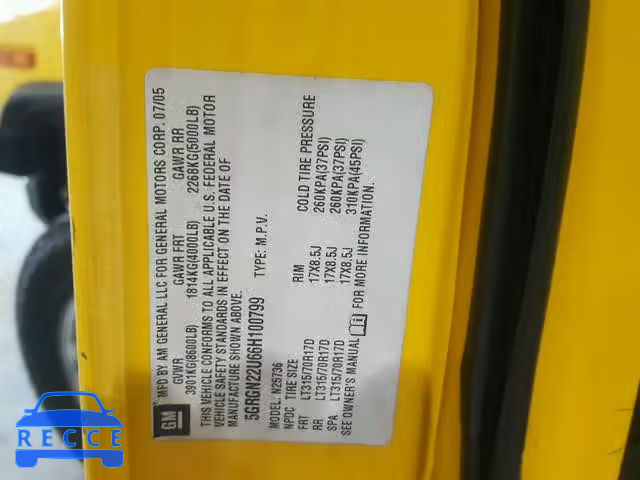 GM
MFD BY AM GENERAL LLC FOR GENERAL MOTORS CORP. 07/05
GVWR GAWR FRT GAWR RR
3901KG(8600LB) 1814KG(4000LB) 2268KG(5000LB)
THIS VEHICLE CONFORMS TO ALL APPLICABLE U.S. FEDERAL MOTOR
VEHICLE SAFETY STANDARDS IN EFFECT ON THE DATE OF
MANUFACTURE SHOWN ABOVE.
5GRGN22U66H100799 TYPE: M.P.V.
MODEL: N25736
NPDC TIRE SIZE RIM COLD TIRE PRESSURE
FRT LT315/70R17D 17X8.5J 260KPA(37PSI)
RR LT315/70R17D 17X8.5J 260KPA(37PSI)
SPA LT315/70R17D 17X8.5J 310KPA(45PSI)
SEE OWNER'S MANUAL FOR MORE INFORMATION.
RECCE